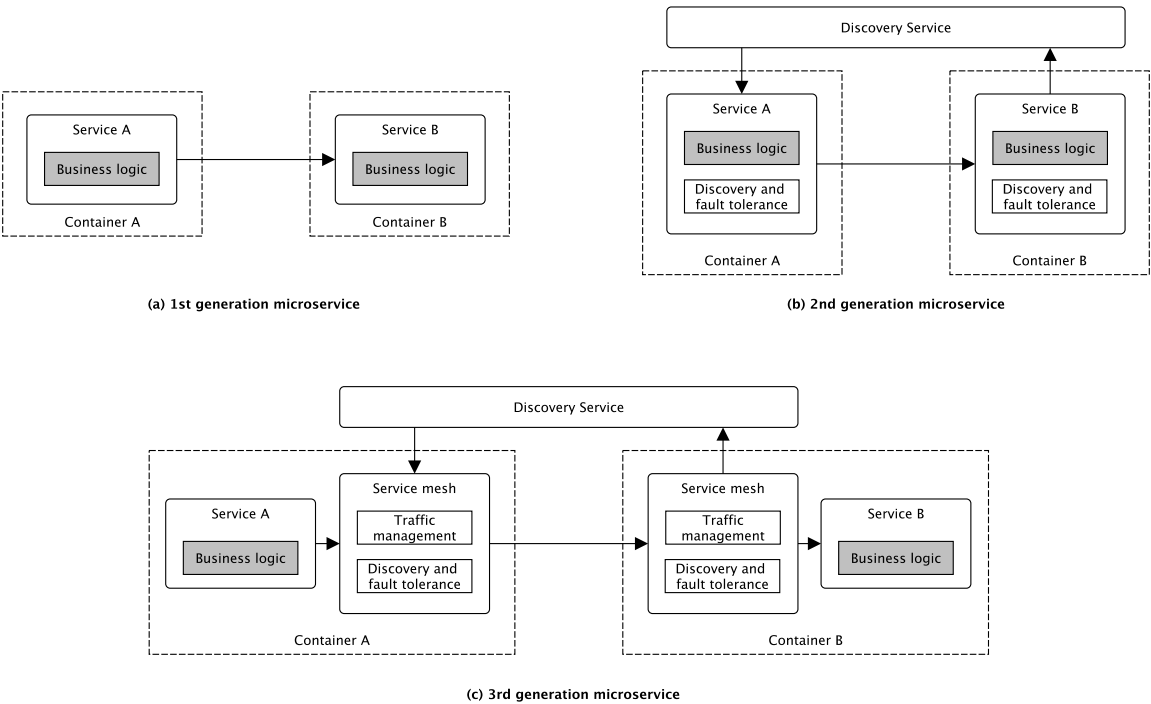 Service A
Business logic
Container A
Service B
Business logic
Container B
(a) 1st generation microservice
Discovery Service
Service A
Business logic
Discovery and
fault tolerance
Container A
Service B
Business logic
Discovery and
fault tolerance
Container B
(b) 2nd generation microservice
Discovery Service
Service A
Business logic
Service mesh
Traffic
management
Discovery and
fault tolerance
Container A
Service mesh
Traffic
management
Discovery and
fault tolerance
Service B
Business logic
Container B
(c) 3rd generation microservice